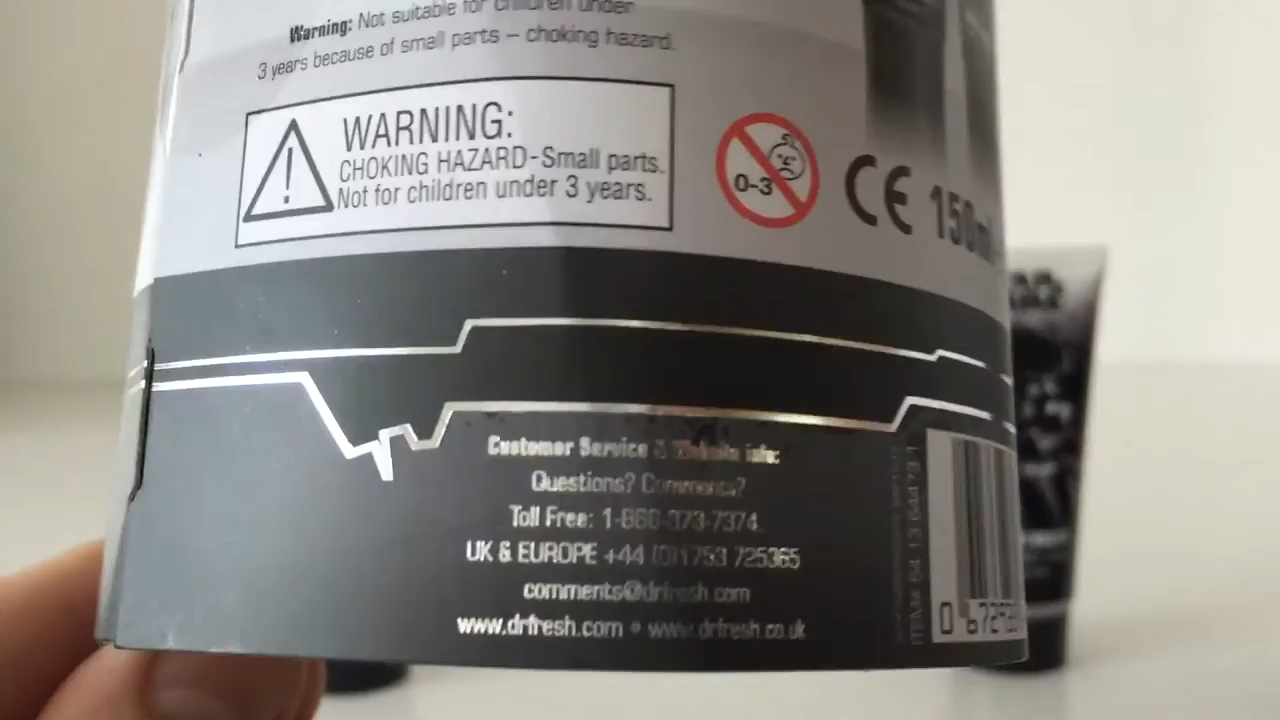 Warning: Not suitable for children under
3 years because of small parts – choking hazard.
WARNING:
CHOKING HAZARD-Small parts.
Not for children under 3 years.
0-3
CE 150ml
Customer Service & Website info:
Questions? Comments?
Toll Free: 1-866-373-7374
UK & EUROPE +44 (0)1753 725365
comments@drfresh.com
www.drfresh.com • www.drfresh.co.uk
ITEM#
0 67293